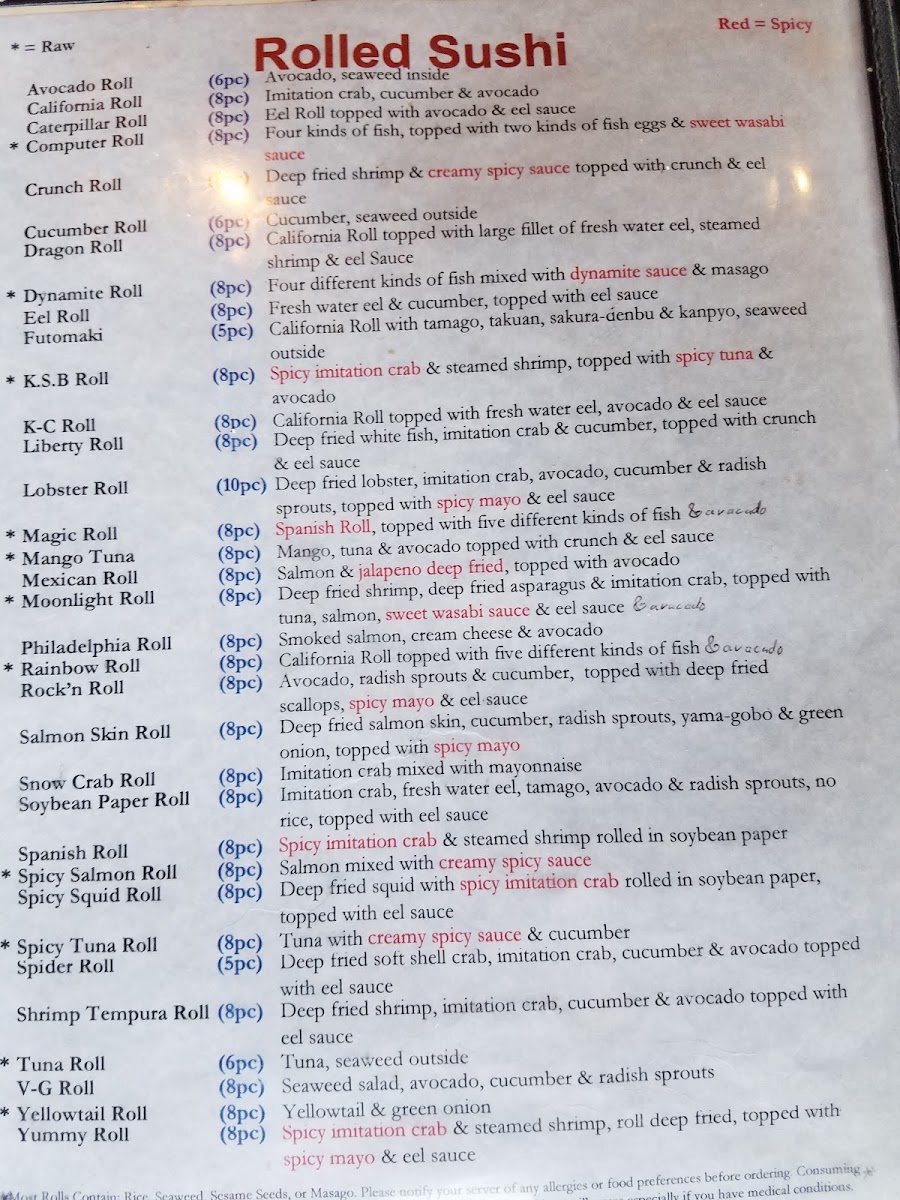 Red = Spicy
* = Raw
Rolled Sushi
Avocado Roll (6pc) Avocado, seaweed inside
California Roll (8pc) Imitation crab, cucumber & avocado
Caterpillar Roll (8pc) Eel Roll topped with avocado & eel sauce
* Computer Roll (8pc) Four kinds of fish, topped with two kinds of fish eggs & sweet wasabi
sauce
Crunch Roll Deep fried shrimp & creamy spicy sauce topped with crunch & eel
sauce
Cucumber Roll (6pc) Cucumber, seaweed outside
Dragon Roll (8pc) California Roll topped with large fillet of fresh water eel, steamed
shrimp & eel Sauce
* Dynamite Roll (8pc) Four different kinds of fish mixed with dynamite sauce & masago
Eel Roll (8pc) Fresh water eel & cucumber, topped with eel sauce
Futomaki (5pc) California Roll with tamago, takuan, sakura-denbu & kanpyo, seaweed
outside
* K.S.B Roll (8pc) Spicy imitation crab & steamed shrimp, topped with spicy tuna &
avocado
K-C Roll (8pc) California Roll topped with fresh water eel, avocado & eel sauce
Liberty Roll (8pc) Deep fried white fish, imitation crab & cucumber, topped with crunch
& eel sauce
Lobster Roll (10pc) Deep fried lobster, imitation crab, avocado, cucumber & radish
sprouts, topped with spicy mayo & eel sauce
* Magic Roll (8pc) Spanish Roll, topped with five different kinds of fish & avacado
* Mango Tuna (8pc) Mango, tuna & avocado topped with crunch & eel sauce
Mexican Roll (8pc) Salmon & jalapeno deep fried, topped with avocado
* Moonlight Roll (8pc) Deep fried shrimp, deep fried asparagus & imitation crab, topped with
tuna, salmon, sweet wasabi sauce & eel sauce & avacado
Philadelphia Roll (8pc) Smoked salmon, cream cheese & avocado
* Rainbow Roll (8pc) California Roll topped with five different kinds of fish & avacado
Rock'n Roll (8pc) Avocado, radish sprouts & cucumber, topped with deep fried
scallops, spicy mayo & eel sauce
Salmon Skin Roll (8pc) Deep fried salmon skin, cucumber, radish sprouts, yama-gobo & green
onion, topped with spicy mayo
Snow Crab Roll (8pc) Imitation crab mixed with mayonnaise
Soybean Paper Roll (8pc) Imitation crab, fresh water eel, tamago, avocado & radish sprouts, no
rice, topped with eel sauce
Spanish Roll (8pc) Spicy imitation crab & steamed shrimp rolled in soybean paper
* Spicy Salmon Roll (8pc) Salmon mixed with creamy spicy sauce
Spicy Squid Roll (8pc) Deep fried squid with spicy imitation crab rolled in soybean paper,
topped with eel sauce
* Spicy Tuna Roll (8pc) Tuna with creamy spicy sauce & cucumber
Spider Roll (5pc) Deep fried soft shell crab, imitation crab, cucumber & avocado topped
with eel sauce
Shrimp Tempura Roll (8pc) Deep fried shrimp, imitation crab, cucumber & avocado topped with
eel sauce
* Tuna Roll (6pc) Tuna, seaweed outside
V-G Roll (8pc) Seaweed salad, avocado, cucumber & radish sprouts
* Yellowtail Roll (8pc) Yellowtail & green onion
Yummy Roll (8pc) Spicy imitation crab & steamed shrimp, roll deep fried, topped with
spicy mayo & eel sauce
*Most Rolls Contain: Rice, Seaweed, Sesame Seeds, or Masago. Please notify your server of any allergies or food preferences before ordering. Consuming
especially if you have medical conditions.